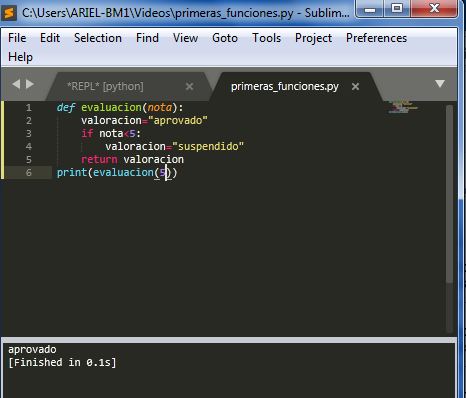 C:\Users\ARIEL-BM1\Videos\primeras_funciones.py - Sublim...
File Edit Selection Find View Goto Tools Project Preferences
Help
*REPL* [python] × primeras_funciones.py ×
1 def evaluacion(nota):
2 valoracion="aprovado"
3 if nota<5:
4 valoracion="suspendido"
5 return valoracion
6 print(evaluacion(5))
aprovado
[Finished in 0.1s]